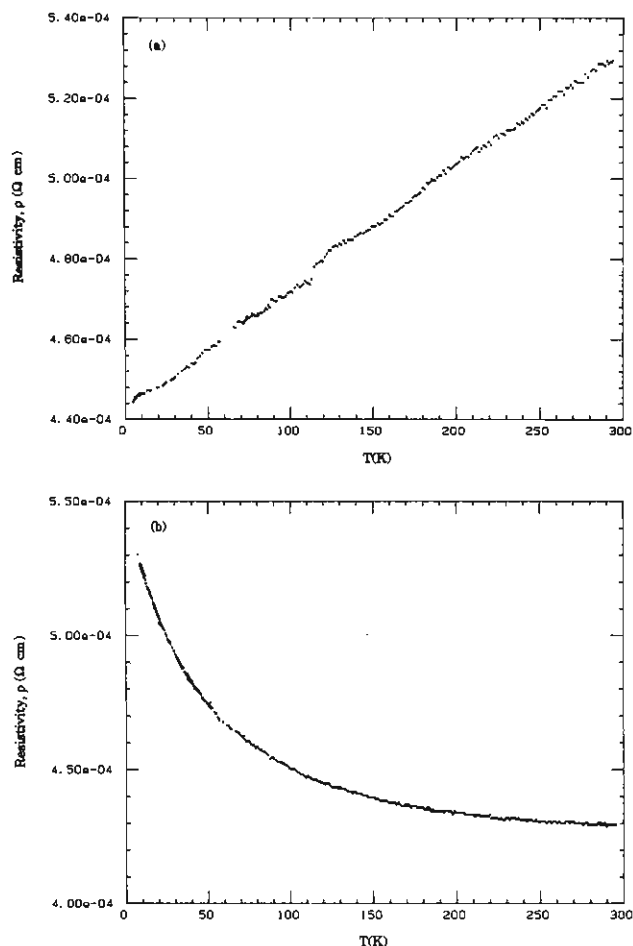 5.40e-04
(a)
5.20e-04
5.00e-04
4.80e-04
4.60e-04
4.40e-04
Resistivity, ρ (Ω cm)
0 50 100 150 200 250 300
T(K)
5.50e-04
(b)
5.00e-04
4.50e-04
4.00e-04
Resistivity, ρ (Ω cm)
0 50 100 150 200 250 300
T(K)